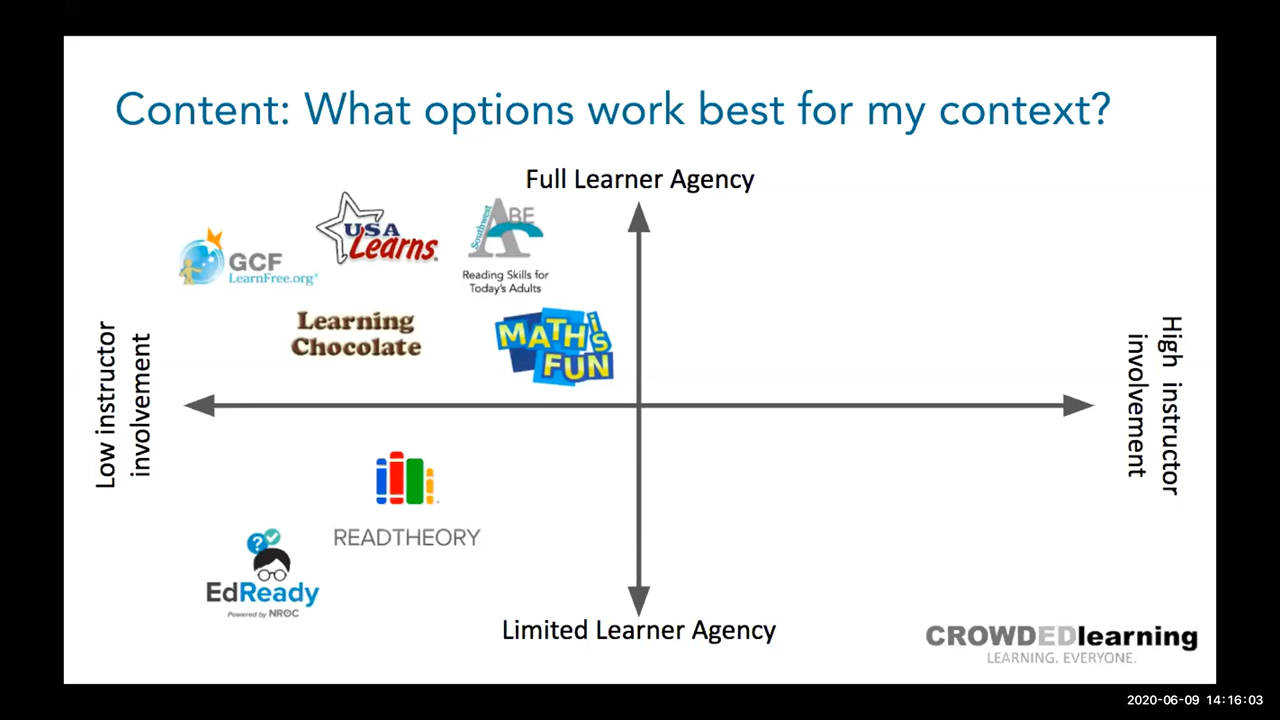 Content: What options work best for my context?
Full Learner Agency
USA
Learns.
Southwest
ABE
Reading Skills for
Today's Adults
GCF
LearnFree.org®
Learning
Chocolate
MATH is
FUN
Low instructor
involvement
High instructor
involvement
READTHEORY
?
EdReady
Powered by NROC
Limited Learner Agency
CROWDEDlearning
LEARNING. EVERYONE.
2020-06-09 14:16:03